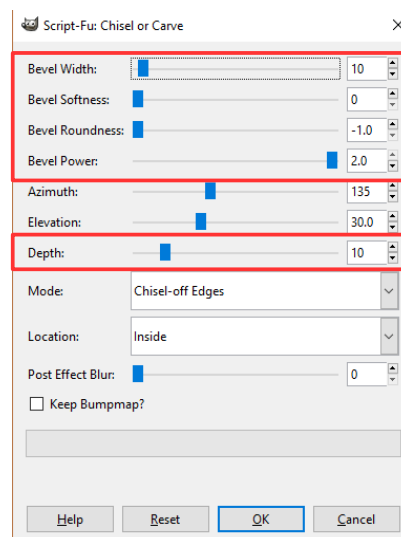 Script-Fu: Chisel or Carve
Bevel Width: 10
Bevel Softness: 0
Bevel Roundness: -1.0
Bevel Power: 2.0
Azimuth: 135
Elevation: 30.0
Depth: 10
Mode: Chisel-off Edges
Location: Inside
Post Effect Blur: 0
Keep Bumpmap?
Help Reset OK Cancel